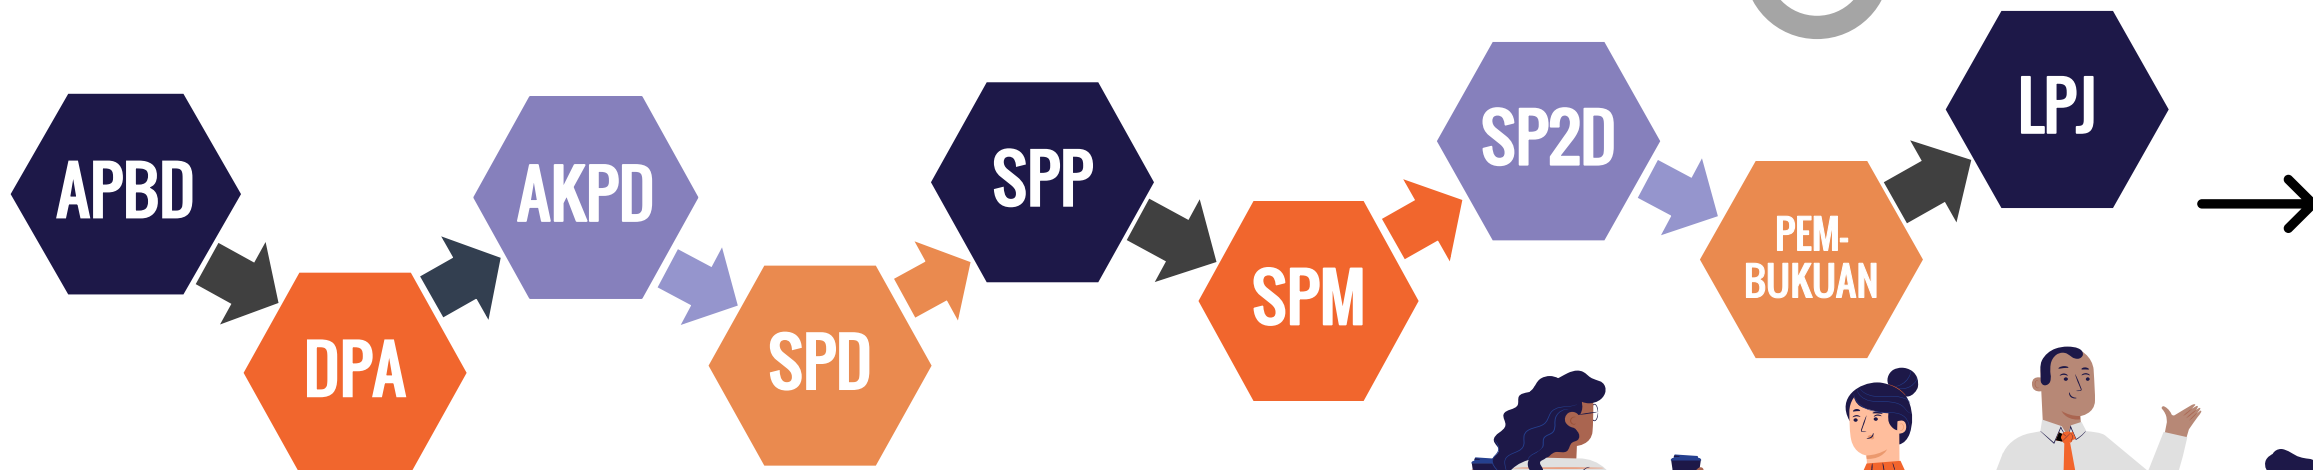 APBD
DPA
AKPD
SPD
SPP
SPM
SP2D
PEM-
BUKUAN
LPJ